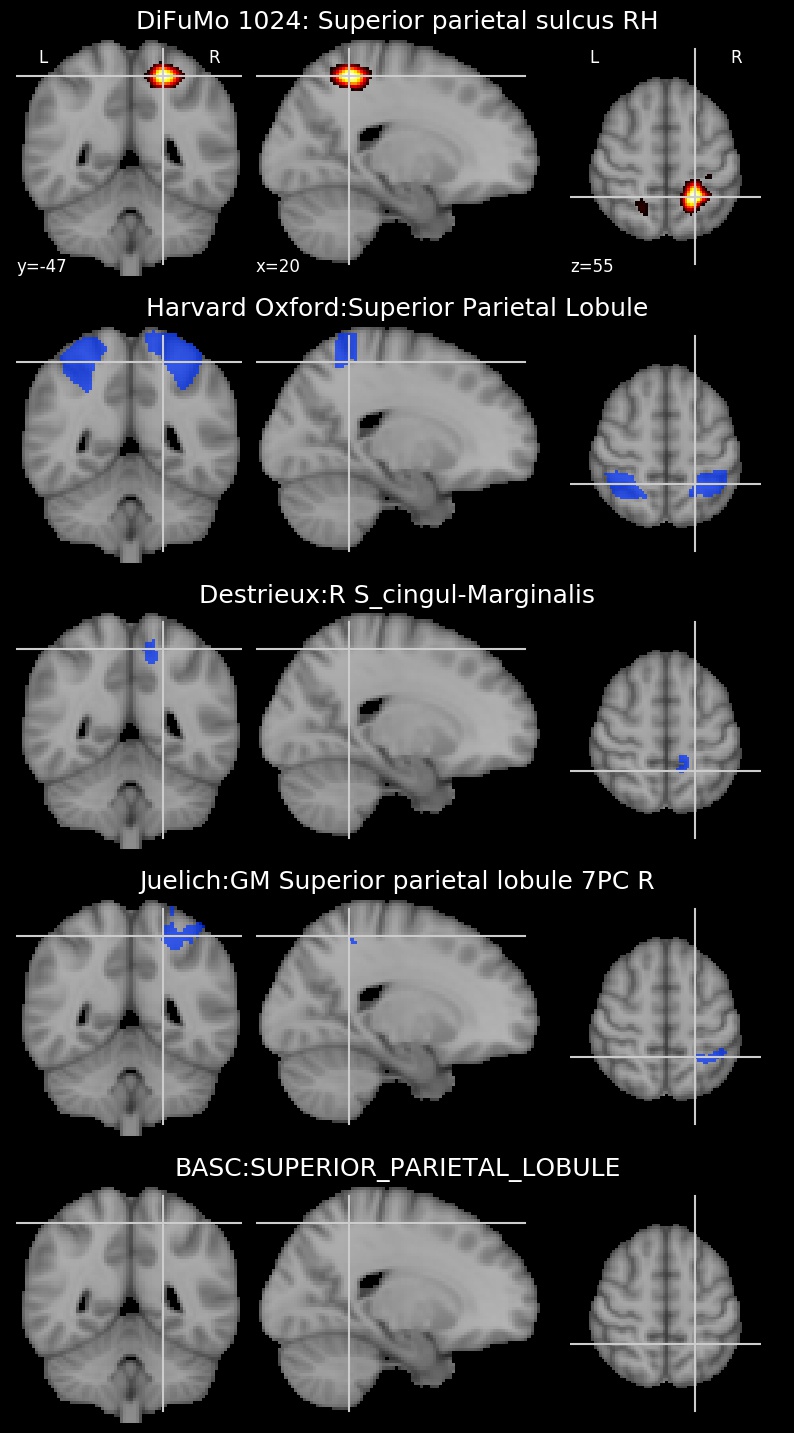 DiFuMo 1024: Superior parietal sulcus RH
L R L R
y=-47 x=20 z=55
Harvard Oxford:Superior Parietal Lobule
Destrieux:R S_cingul-Marginalis
Juelich:GM Superior parietal lobule 7PC R
BASC:SUPERIOR_PARIETAL_LOBULE